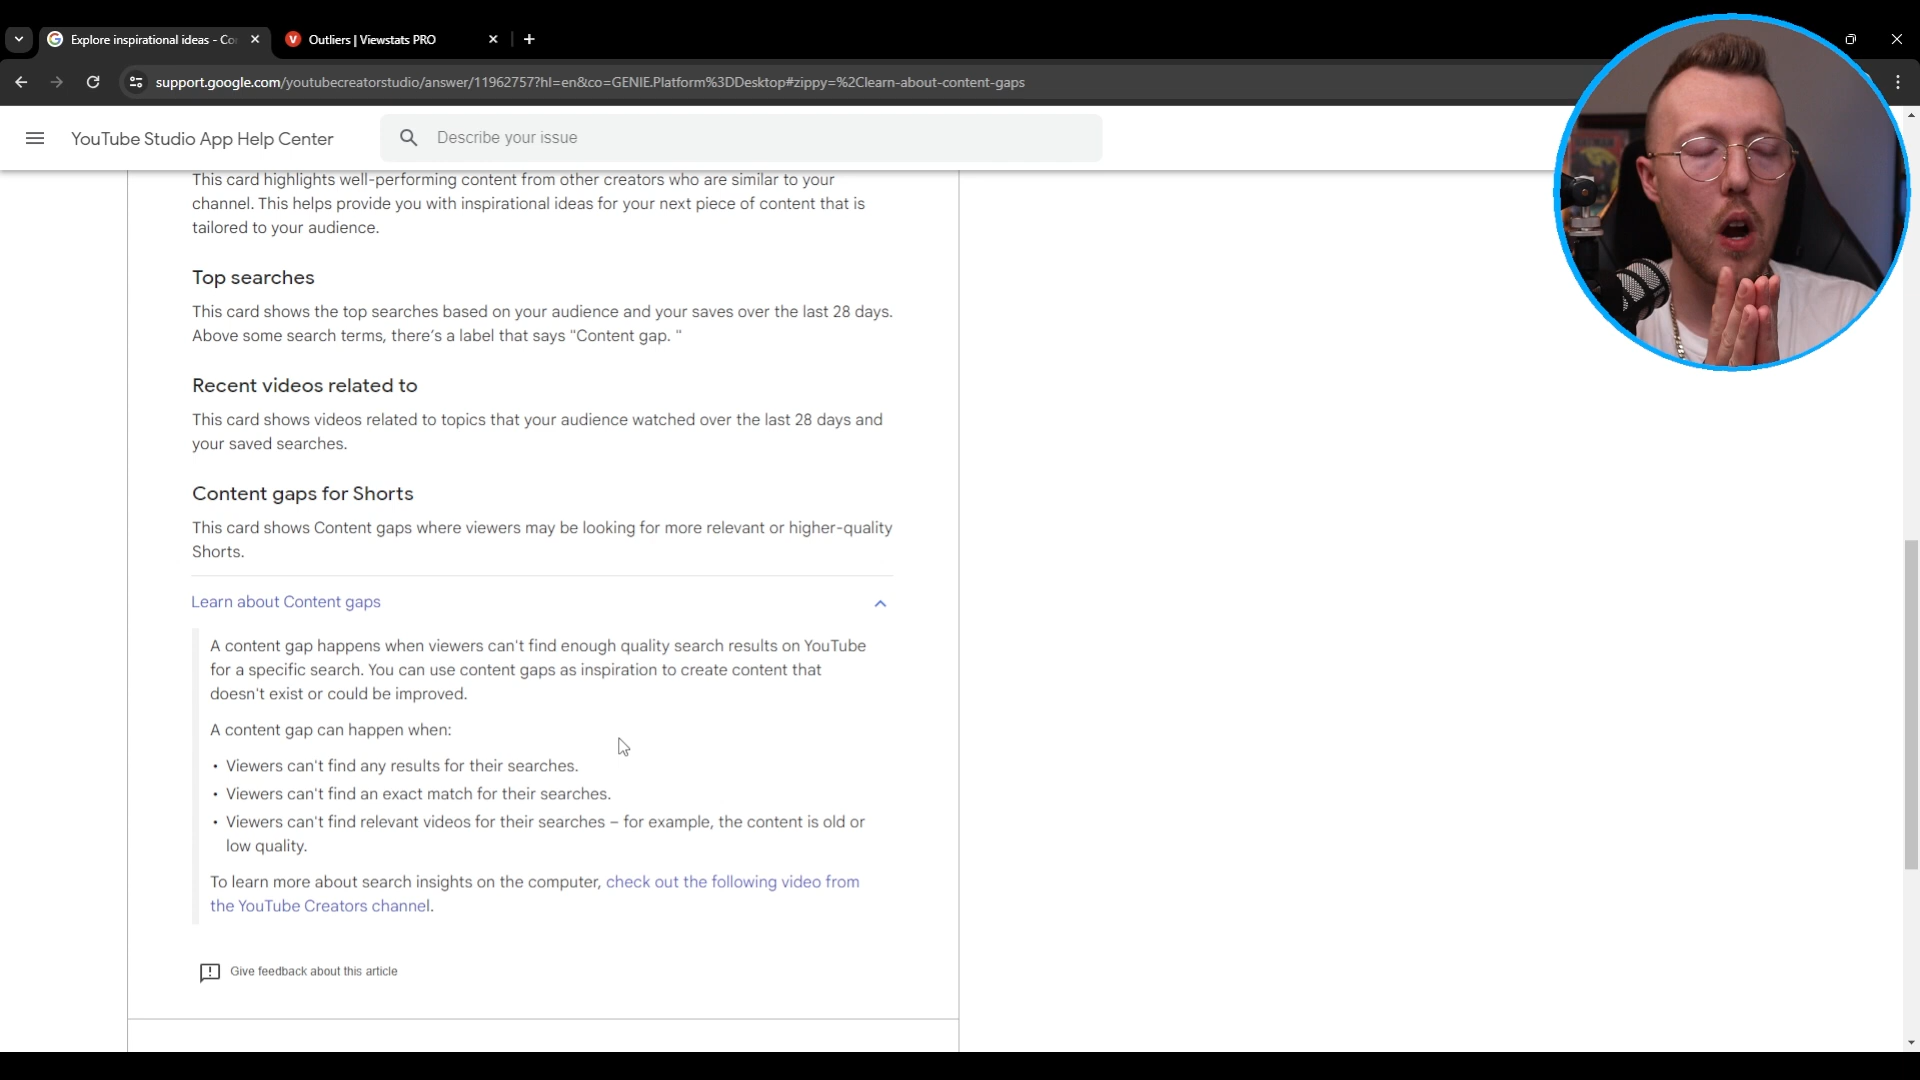 Explore inspirational ideas - Co
Outliers | Viewstats PRO
support.google.com/youtubecreatorstudio/answer/11962757?hl=en&co=GENIE.Platform%3DDesktop#zippy=%2Clearn-about-content-gaps
YouTube Studio App Help Center
Describe your issue
This card highlights well-performing content from other creators who are similar to your
channel. This helps provide you with inspirational ideas for your next piece of content that is
tailored to your audience.
Top searches
This card shows the top searches based on your audience and your saves over the last 28 days.
Above some search terms, there's a label that says "Content gap. "
Recent videos related to
This card shows videos related to topics that your audience watched over the last 28 days and
your saved searches.
Content gaps for Shorts
This card shows Content gaps where viewers may be looking for more relevant or higher-quality
Shorts.
Learn about Content gaps
A content gap happens when viewers can't find enough quality search results on YouTube
for a specific search. You can use content gaps as inspiration to create content that
doesn't exist or could be improved.
A content gap can happen when:
• Viewers can't find any results for their searches.
• Viewers can't find an exact match for their searches.
• Viewers can't find relevant videos for their searches – for example, the content is old or
low quality.
To learn more about search insights on the computer, check out the following video from
the YouTube Creators channel.
Give feedback about this article